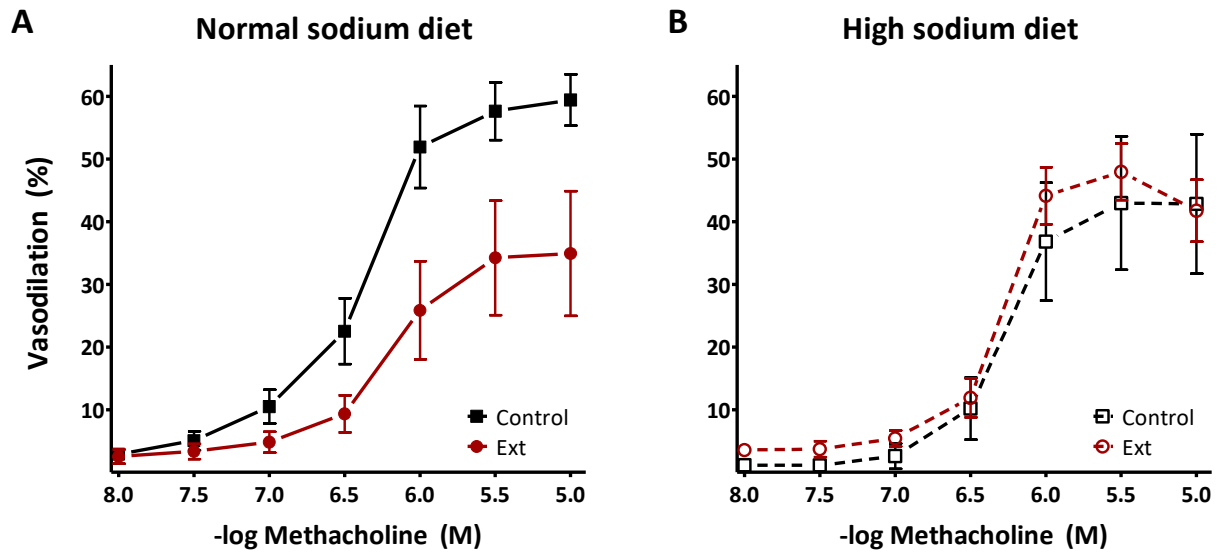 A
Normal sodium diet
Vasodilation (%)
60
50
40
30
20
10
Control
Ext
8.0 7.5 7.0 6.5 6.0 5.5 5.0
-log Methacholine (M)
B
High sodium diet
60
50
40
30
20
10
Control
Ext
8.0 7.5 7.0 6.5 6.0 5.5 5.0
-log Methacholine (M)